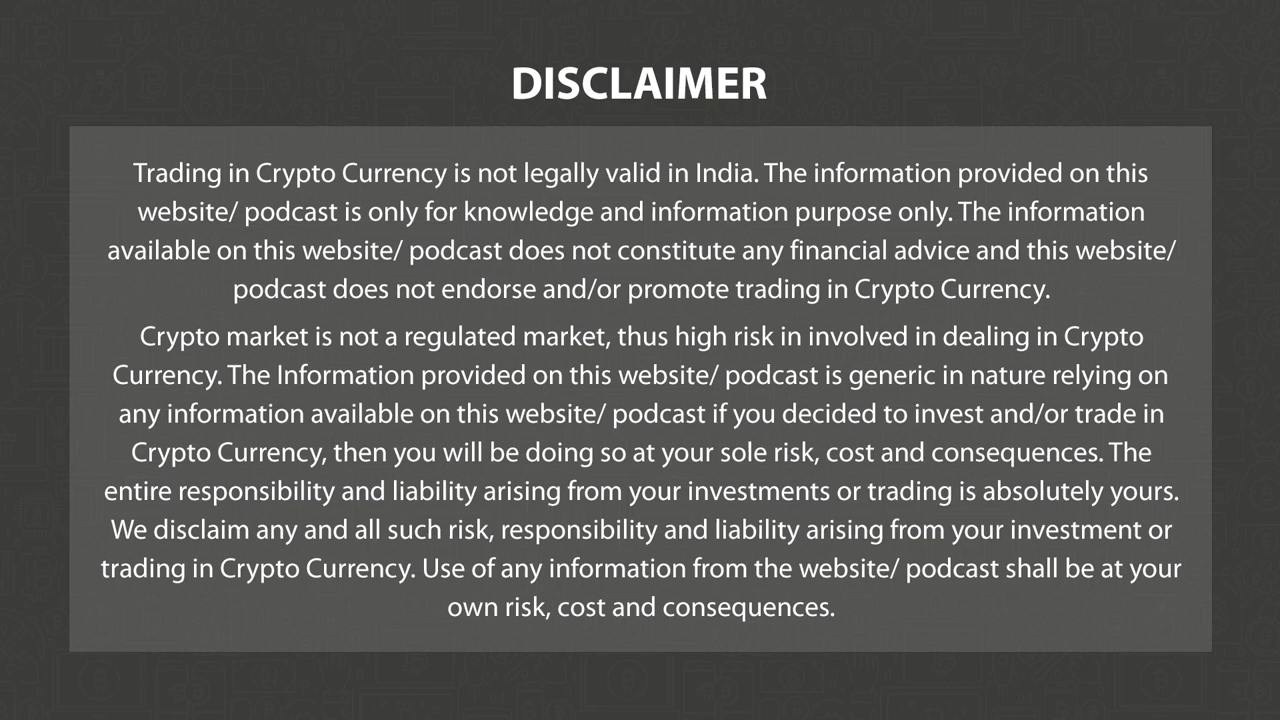 DISCLAIMER
Trading in Crypto Currency is not legally valid in India. The information provided on this
website/ podcast is only for knowledge and information purpose only. The information
available on this website/ podcast does not constitute any financial advice and this website/
podcast does not endorse and/or promote trading in Crypto Currency.
Crypto market is not a regulated market, thus high risk in involved in dealing in Crypto
Currency. The Information provided on this website/ podcast is generic in nature relying on
any information available on this website/ podcast if you decided to invest and/or trade in
Crypto Currency, then you will be doing so at your sole risk, cost and consequences. The
entire responsibility and liability arising from your investments or trading is absolutely yours.
We disclaim any and all such risk, responsibility and liability arising from your investment or
trading in Crypto Currency. Use of any information from the website/ podcast shall be at your
own risk, cost and consequences.